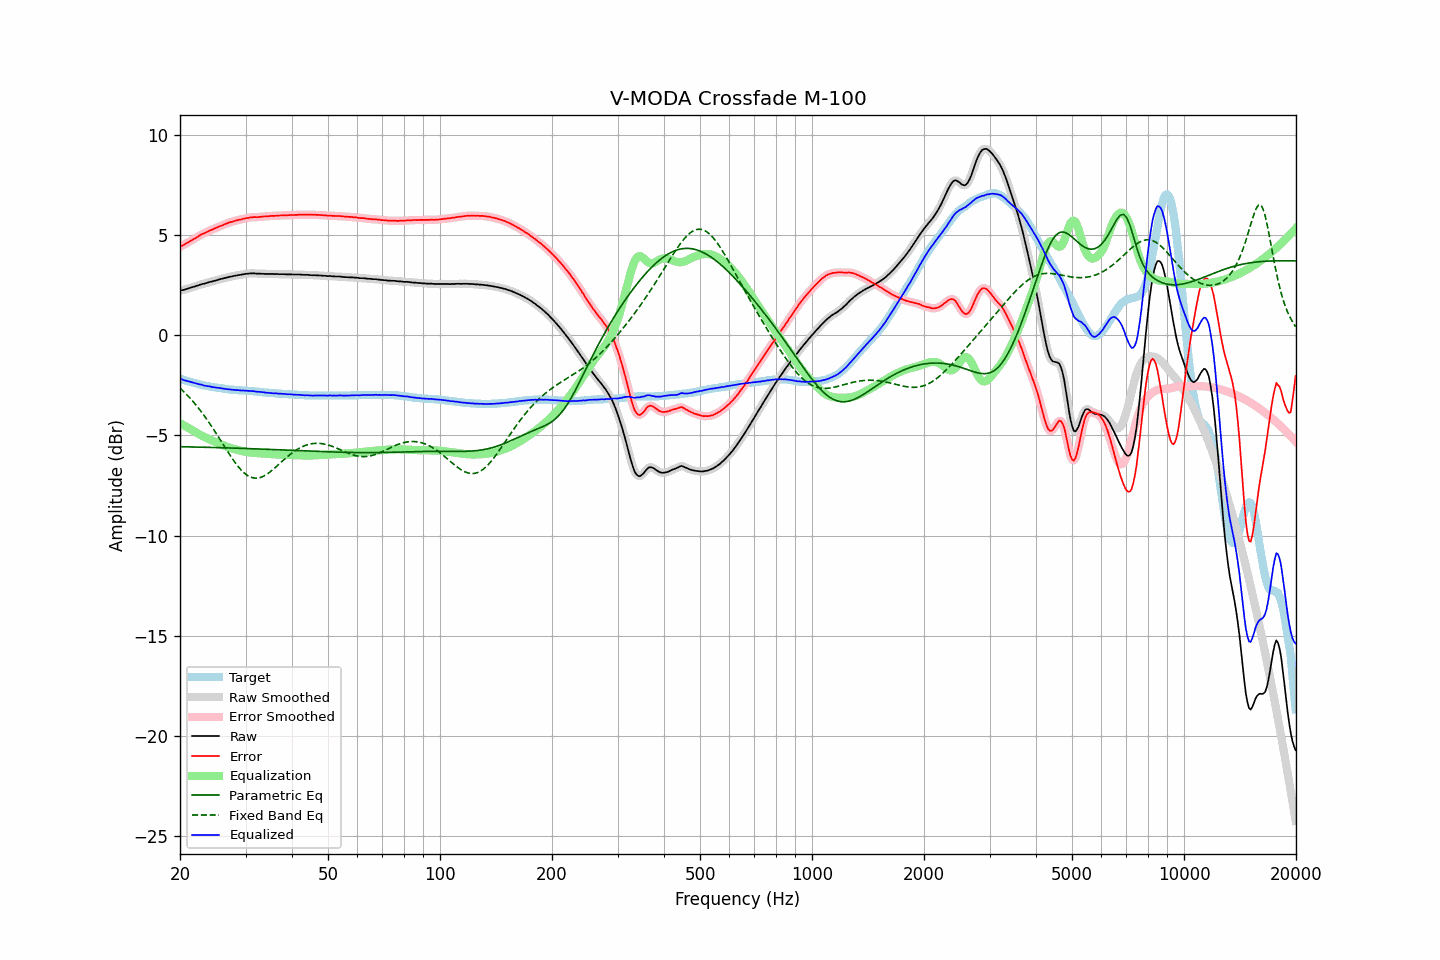 V-MODA Crossfade M-100
Amplitude (dBr)
10
5
0
−5
−10
−15
−20
−25
Target
Raw Smoothed
Error Smoothed
Raw
Error
Equalization
Parametric Eq
Fixed Band Eq
Equalized
20 50 100 200 500 1000 2000 5000 10000 20000
Frequency (Hz)